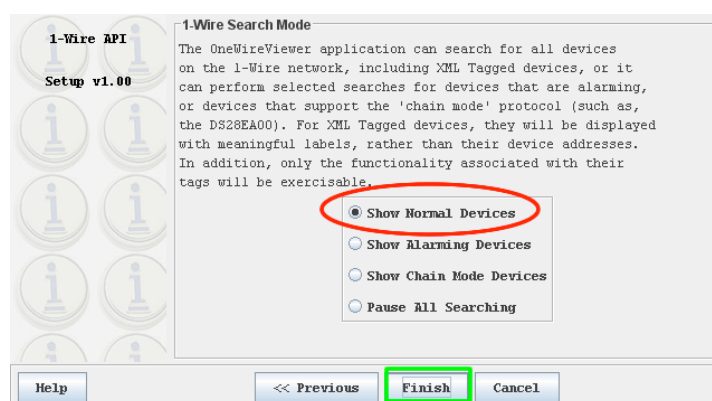 1-Wire API
Setup v1.00
1-Wire Search Mode
The OneWireViewer application can search for all devices
on the 1-Wire network, including XML Tagged devices, or it
can perform selected searches for devices that are alarming,
or devices that support the 'chain mode' protocol (such as,
the DS28EA00). For XML Tagged devices, they will be displayed
with meaningful labels, rather than their device addresses.
In addition, only the functionality associated with their
tags will be exercisable.
Show Normal Devices
Show Alarming Devices
Show Chain Mode Devices
Pause All Searching
Help
<< Previous
Finish
Cancel